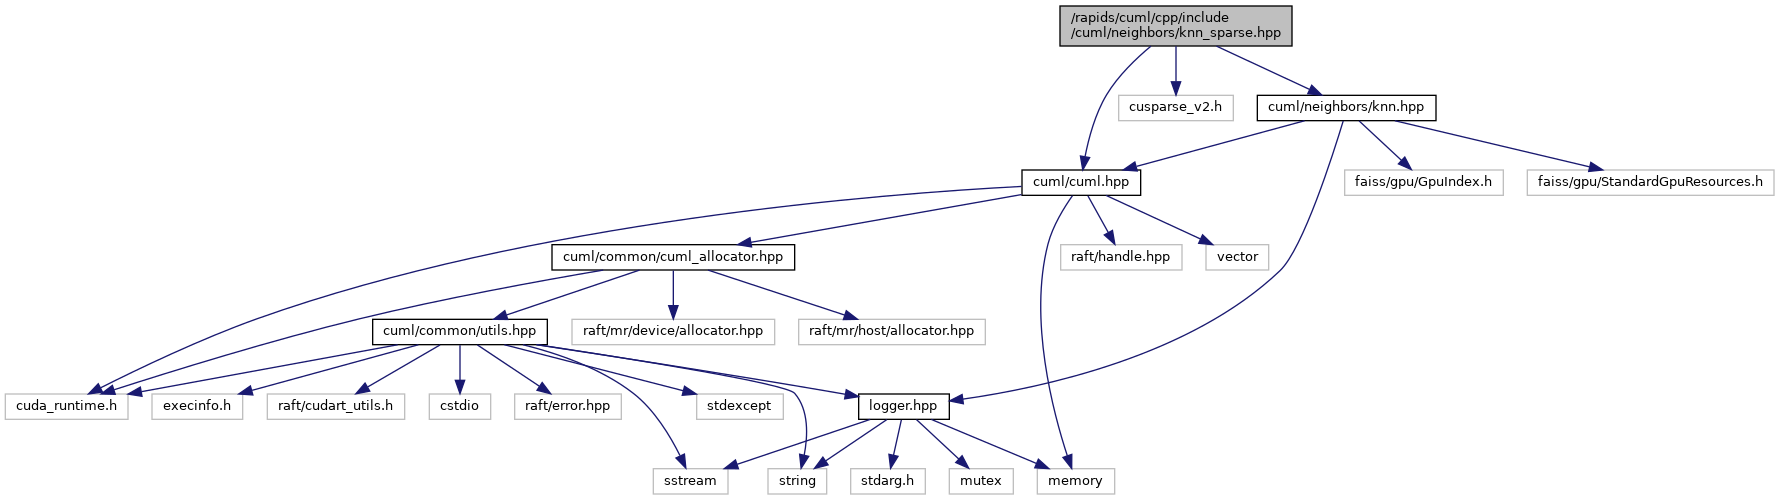 /rapids/cuml/cpp/include
/cuml/neighbors/knn_sparse.hpp
cusparse_v2.h
cuml/neighbors/knn.hpp
cuml/cuml.hpp
faiss/gpu/GpuIndex.h
faiss/gpu/StandardGpuResources.h
cuml/common/cuml_allocator.hpp
raft/handle.hpp
vector
cuml/common/utils.hpp
raft/mr/device/allocator.hpp
raft/mr/host/allocator.hpp
cuda_runtime.h
execinfo.h
raft/cudart_utils.h
cstdio
raft/error.hpp
stdexcept
logger.hpp
sstream
string
stdarg.h
mutex
memory